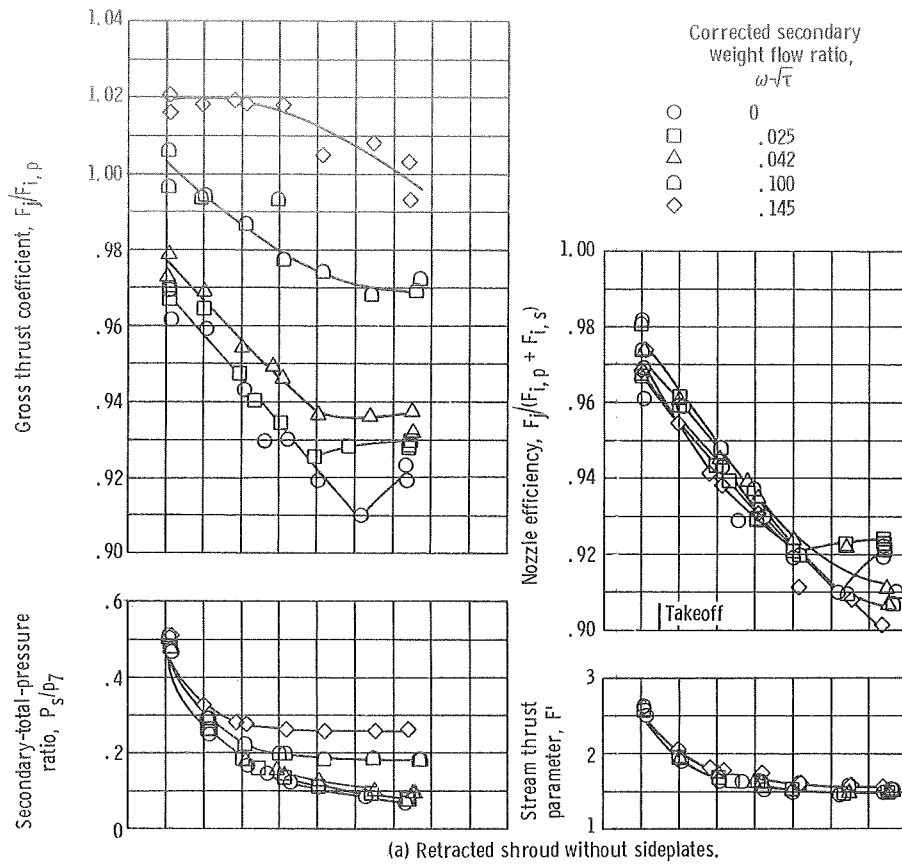 Corrected secondary
weight flow ratio,
ω√τ
0
.025
.042
.100
.145
Gross thrust coefficient, Fj/Fi, p
1.04
1.02
1.00
.98
.96
.94
.92
.90
Nozzle efficiency, Fj/(Fi, p + Fi, s)
1.00
.98
.96
.94
.92
.90
Takeoff
Secondary-total-pressure
ratio, Ps/p7
.6
.4
.2
0
Stream thrust
parameter, F'
3
2
1
(a) Retracted shroud without sideplates.